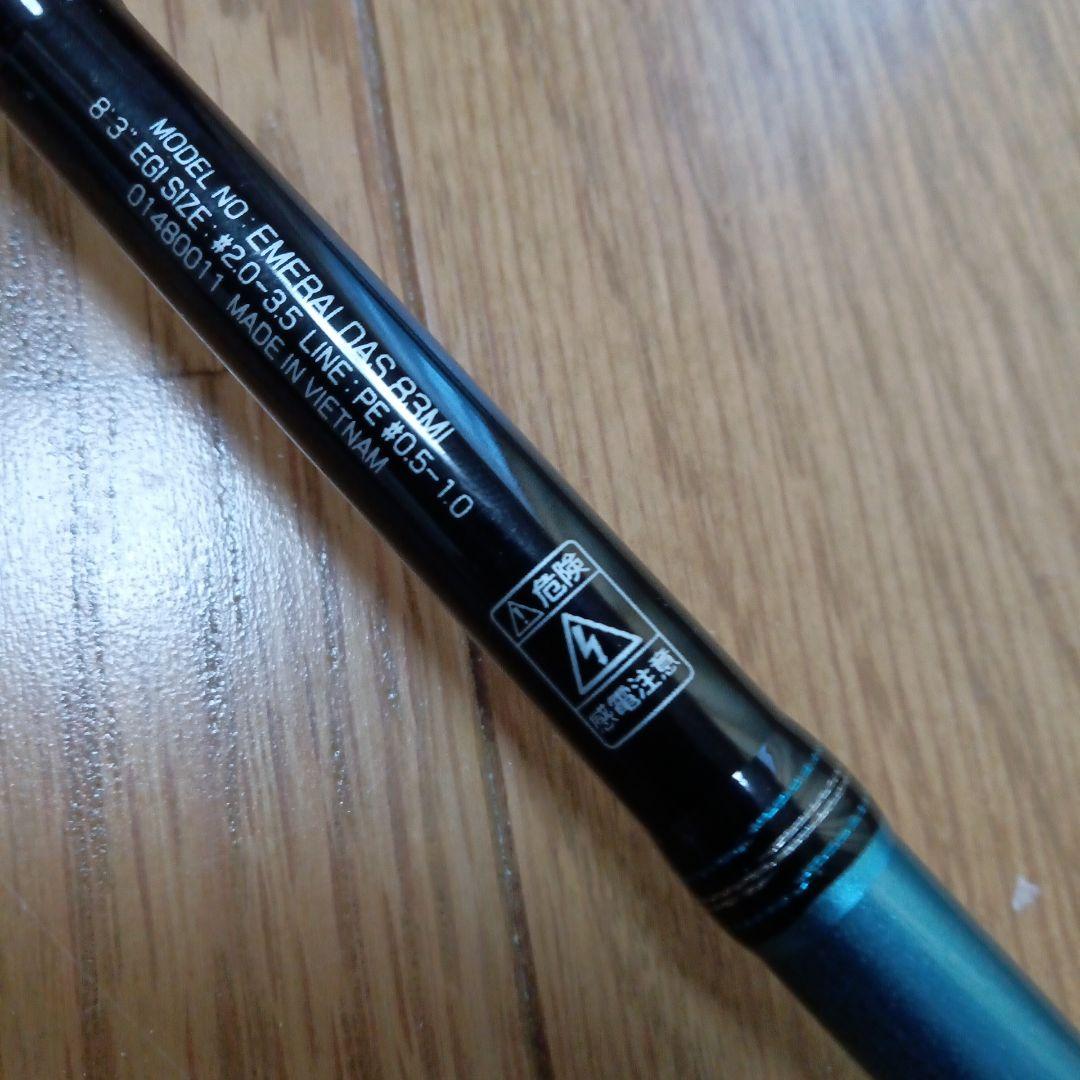 MODEL NO : EMERALDAS 83ML
8'3" EGI SIZE : #2.0-3.5 LINE : PE #0.5-1.0
01480011 MADE IN VIETNAM
危険
感電注意